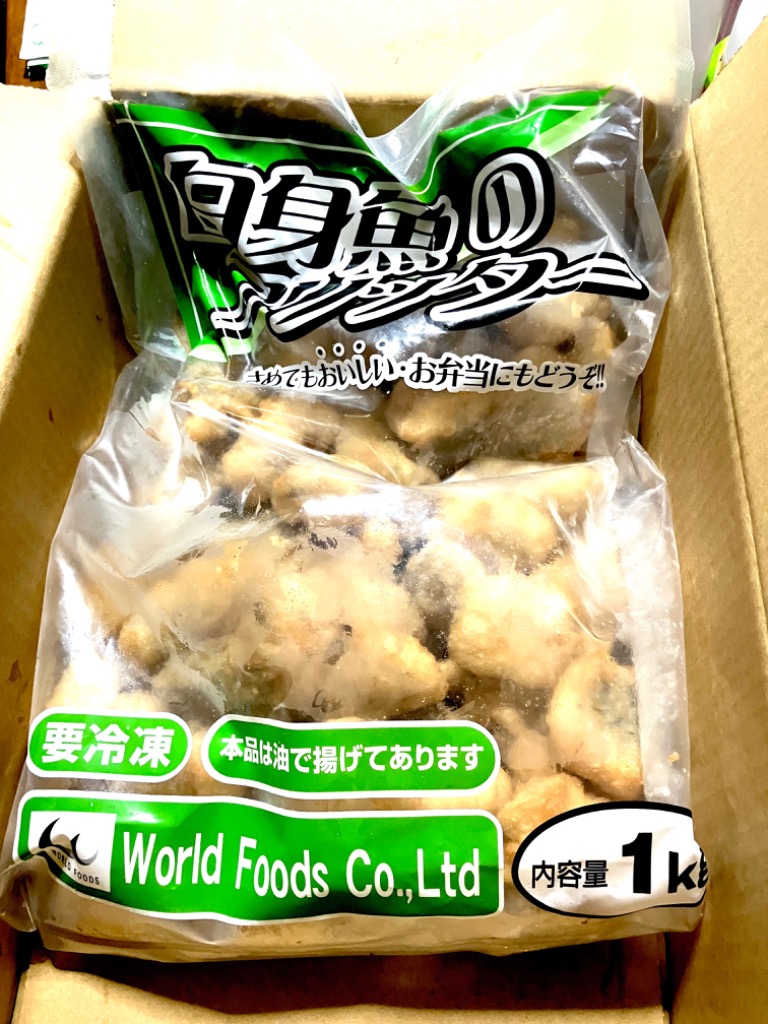 白身魚の
フリッター
さめてもおいしい・お弁当にもどうぞ!!
要冷凍
本品は油で揚げてあります
WORLD FOODS
World Foods Co.,Ltd
内容量 1kg